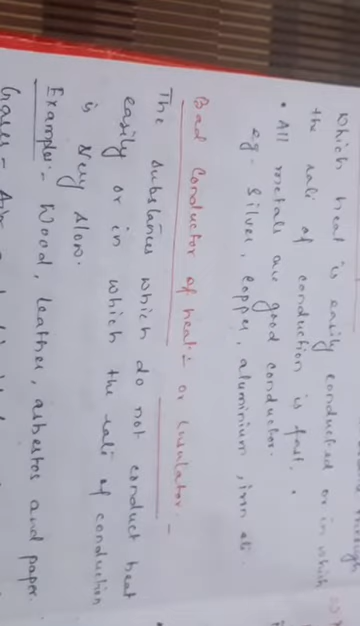 through
which heat is easily conducted or in which
the rate of conduction is fast.
• All metals are good conductor.
eg- Silver, copper, aluminium, iron etc.
Bad Conductor of heat:- or insulator:-
The substances which do not conduct heat
easily or in which the rate of conduction
is very slow.
Example:- Wood, leather, asbestos and paper.
Gases-